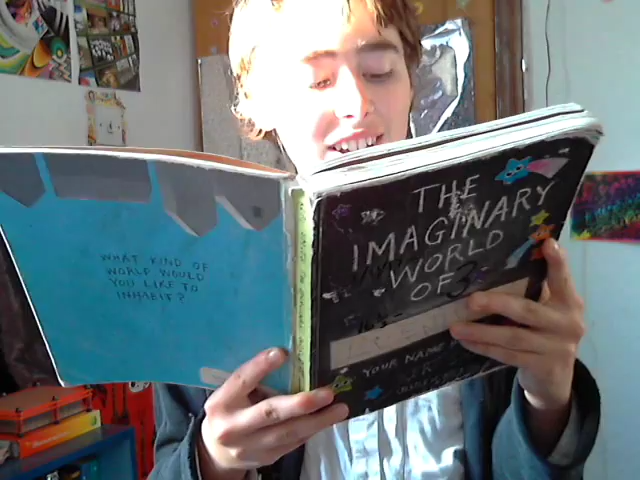 WHAT KIND OF
WORLD WOULD
YOU LIKE TO
INHABIT?
THE
IMAGINARY
WORLD
OF
YOUR NAME